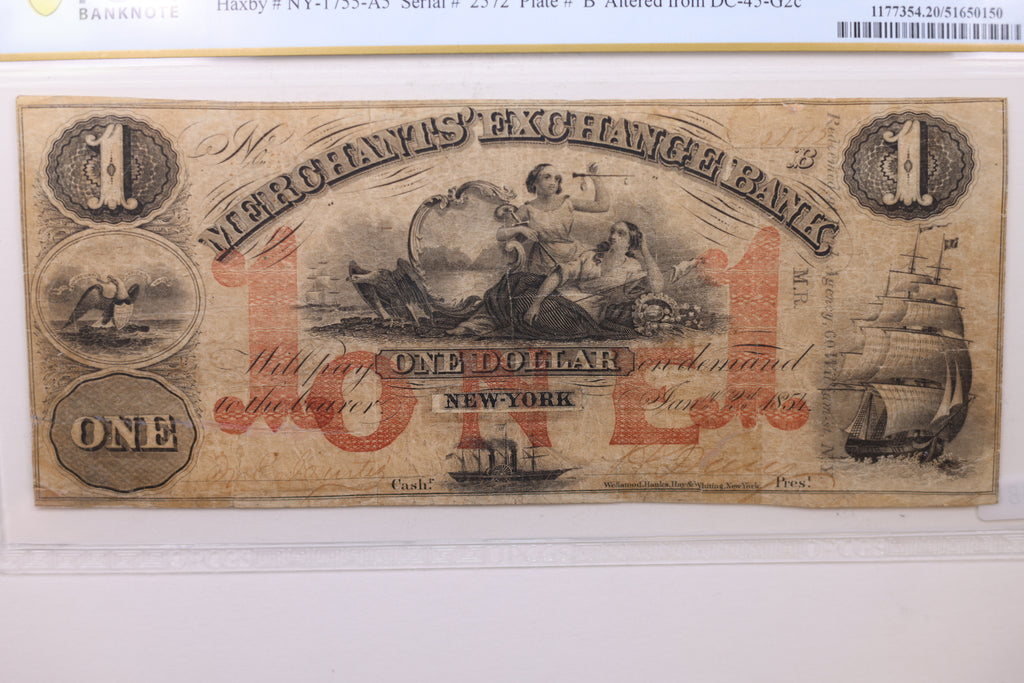 BANKNOTE
Haxby # NY-1755-A5 Serial # 2572 Plate # "B" Altered from DC-45-G2c
1177354.20/51650150
1
No.
MERCHANTS' EXCHANGE BANK,
B
1
1 1
M.R.
Will pay ONE DOLLAR on demand
to the bearer.
NEW-YORK
Jan. 2nd 1854.
ONE
ONE
Cash.r
Wellstood, Hanks, Hay & Whiting, New York
Pres.t